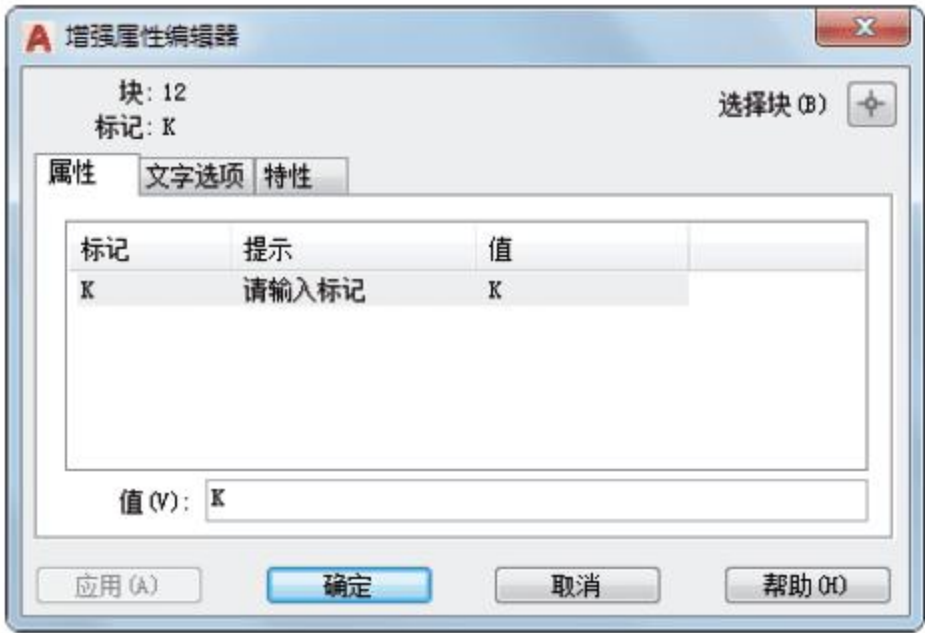 增强属性编辑器
块: 12
选择块(B)
标记: K
属性 文字选项 特性
标记 提示 值
K 请输入标记 K
值(V): K
应用(A) 确定 取消 帮助(H)